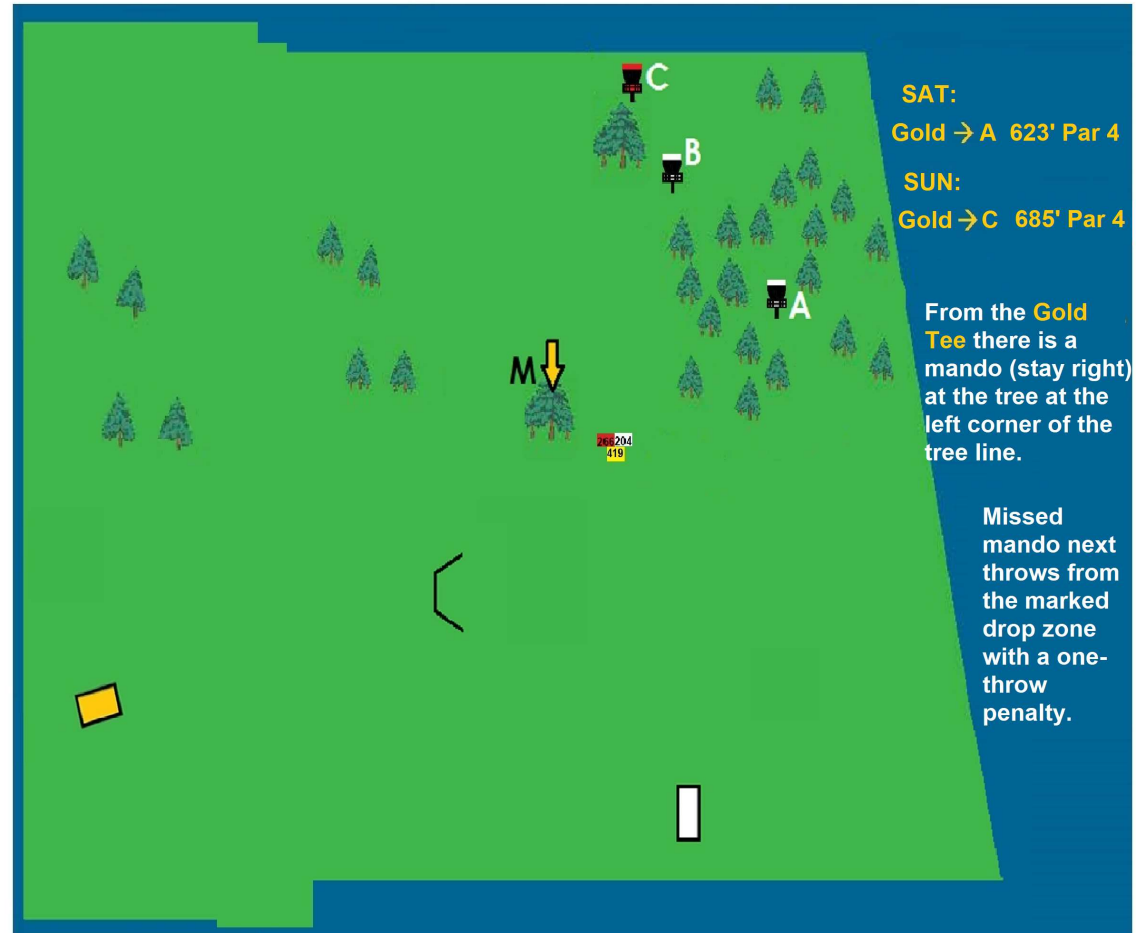 C
B
A
M
266 204
419
SAT:
Gold → A 623' Par 4
SUN:
Gold → C 685' Par 4
From the Gold
Tee there is a
mando (stay right)
at the tree at the
left corner of the
tree line.
Missed
mando next
throws from
the marked
drop zone
with a one-
throw
penalty.